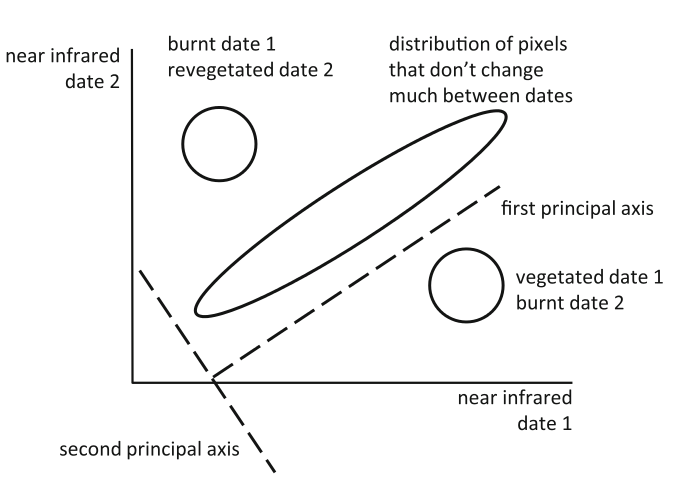 near infrared
date 2
burnt date 1
revegetated date 2
distribution of pixels
that don’t change
much between dates
first principal axis
vegetated date 1
burnt date 2
near infrared
date 1
second principal axis